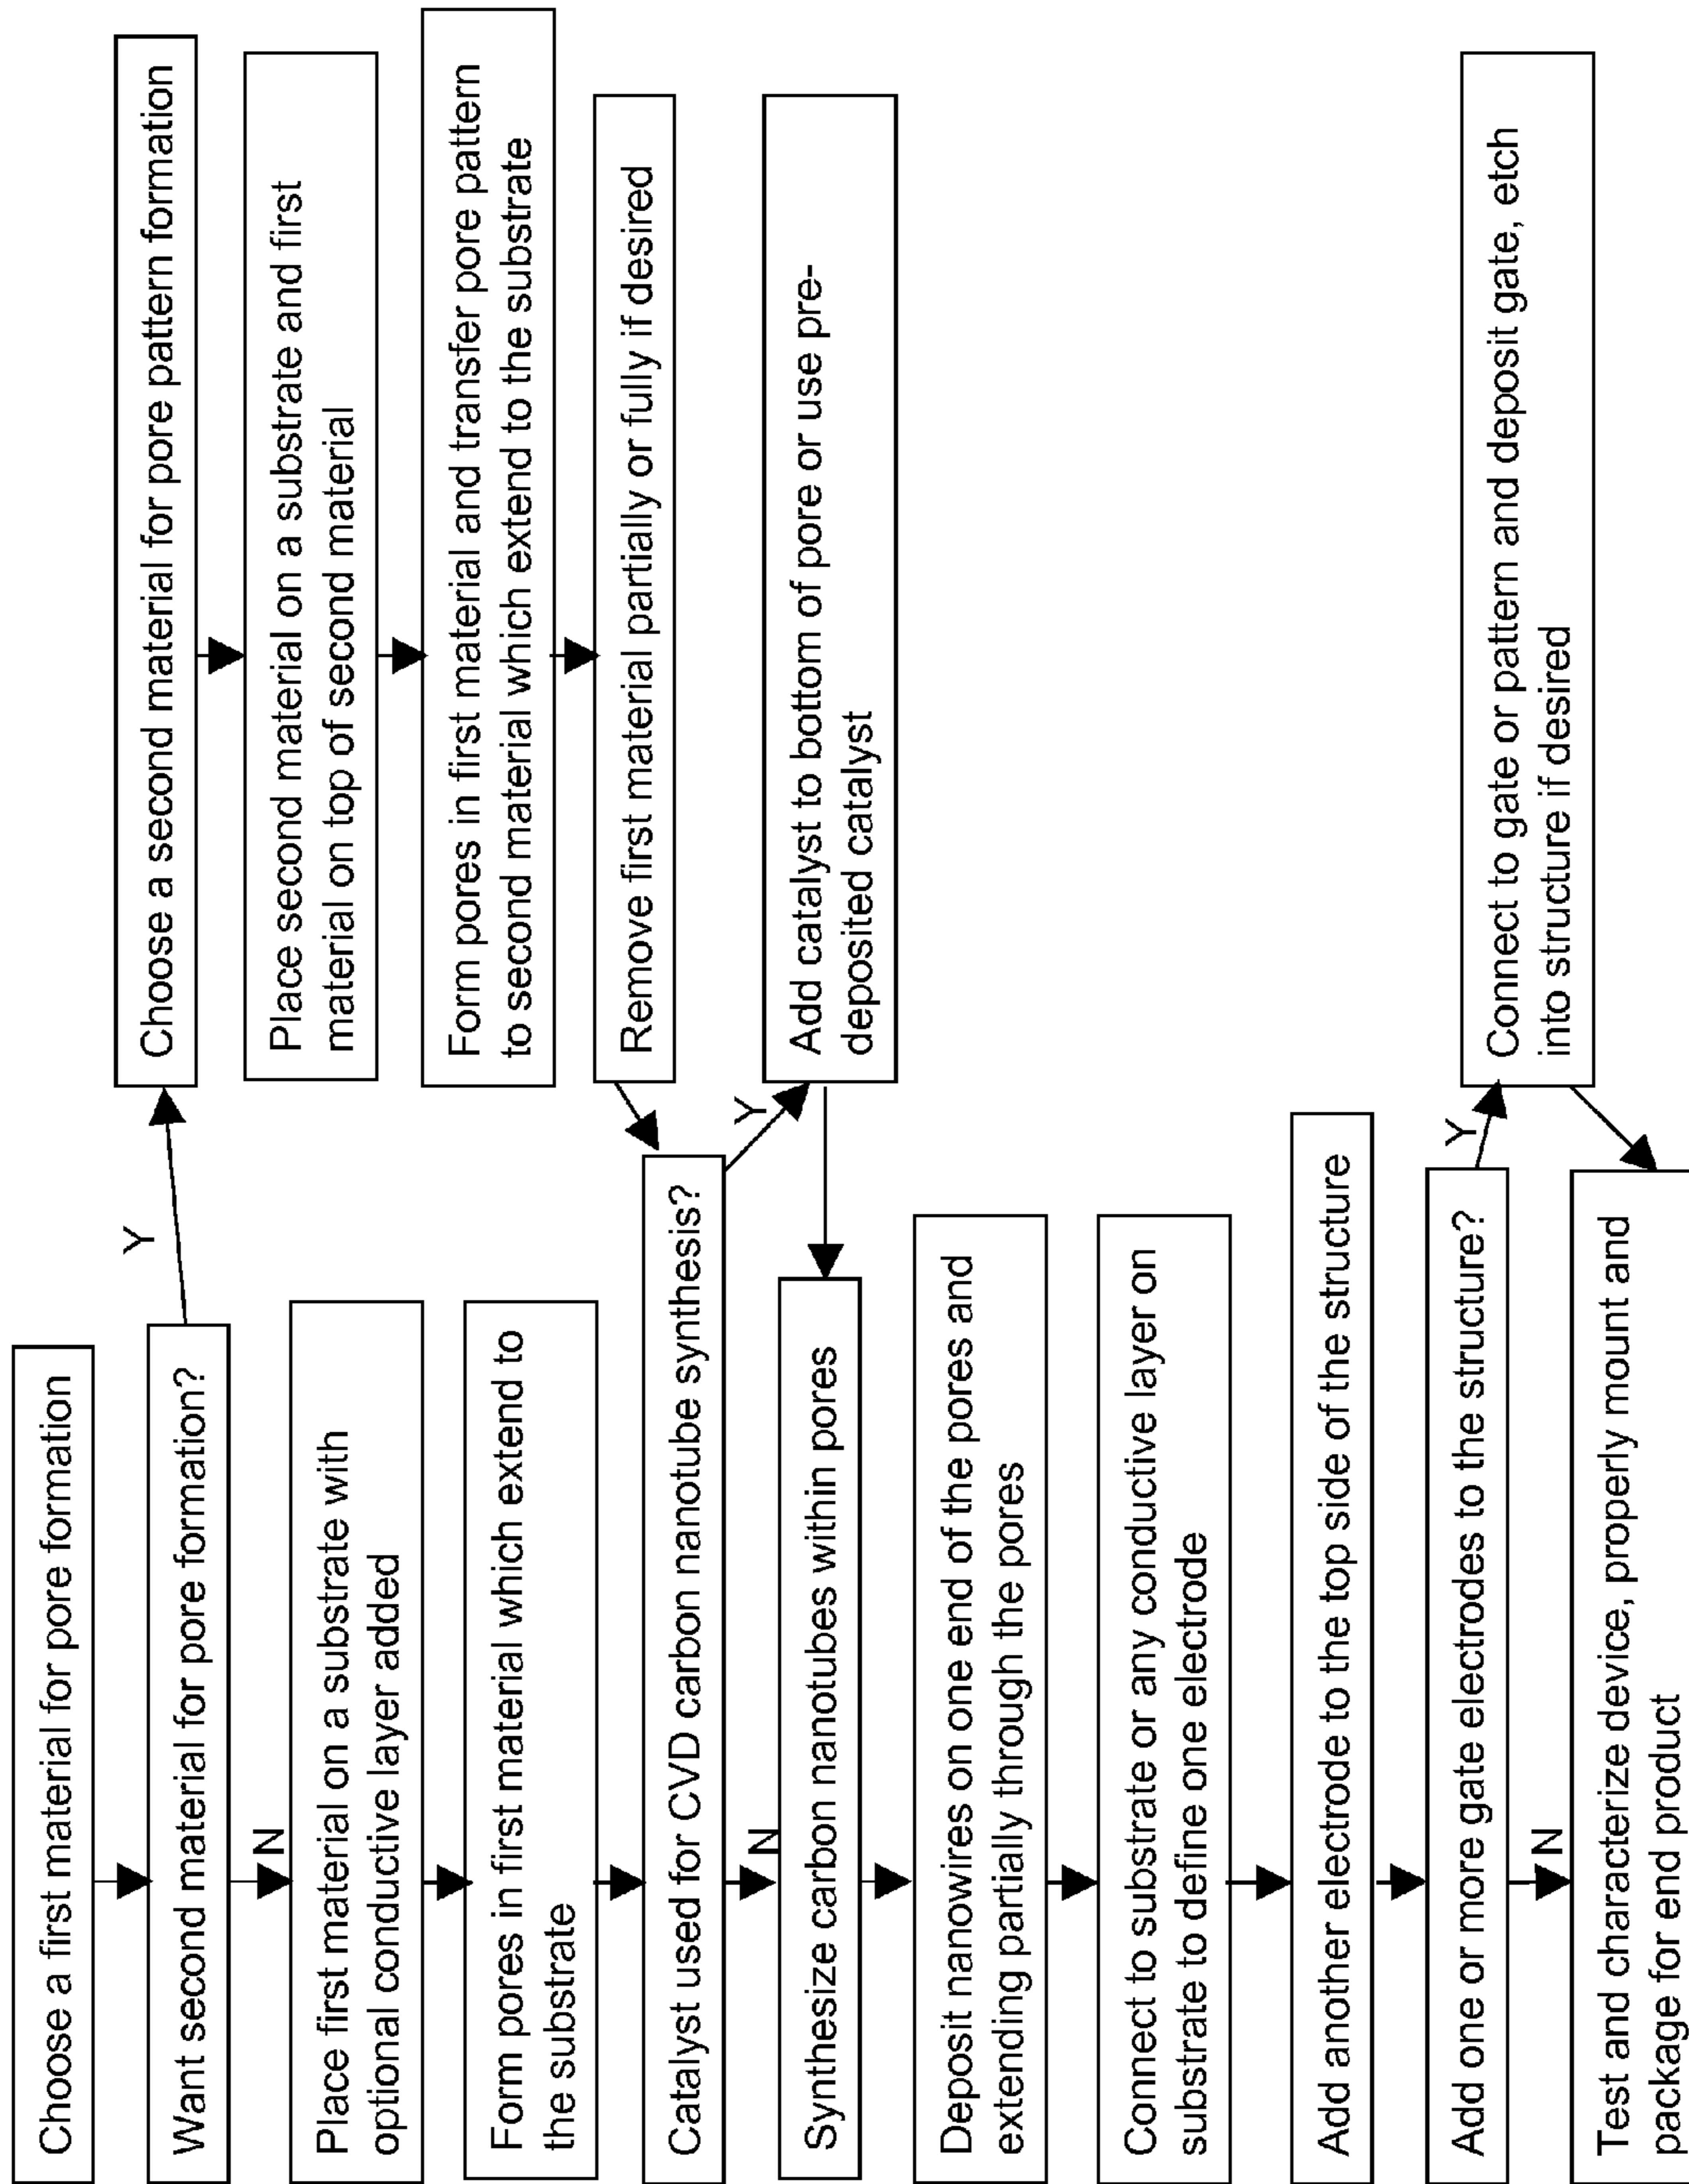 Choose a first material for pore formation
Want second material for pore formation?
Y
N
Choose a second material for pore pattern formation
Place second material on a substrate and first
material on top of second material
Form pores in first material and transfer pore pattern
to second material which extend to the substrate
Remove first material partially or fully if desired
Place first material on a substrate with
optional conductive layer added
Form pores in first material which extend to
the substrate
Catalyst used for CVD carbon nanotube synthesis?
Y
N
Add catalyst to bottom of pore or use pre-
deposited catalyst
Synthesize carbon nanotubes within pores
Deposit nanowires on one end of the pores and
extending partially through the pores
Connect to substrate or any conductive layer on
substrate to define one electrode
Add another electrode to the top side of the structure
Add one or more gate electrodes to the structure?
Y
N
Connect to gate or pattern and deposit gate, etch
into structure if desired
Test and characterize device, properly mount and
package for end product